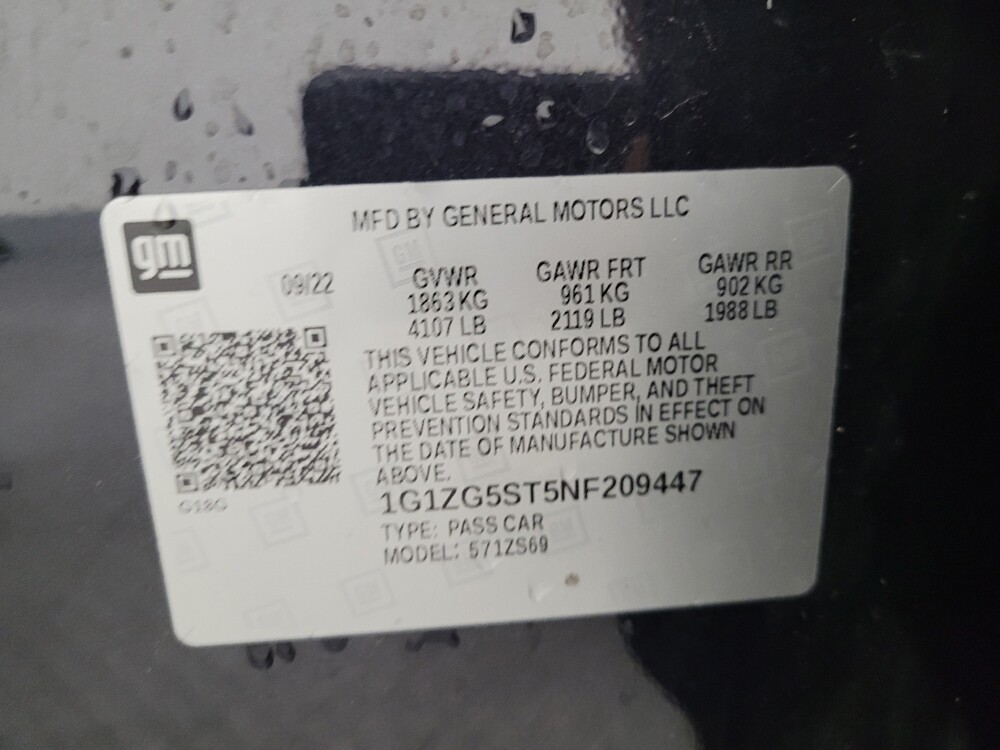 gm
MFD BY GENERAL MOTORS LLC
09/22
GVWR GAWR FRT GAWR RR
1863 KG 961 KG 902 KG
4107 LB 2119 LB 1988 LB
THIS VEHICLE CONFORMS TO ALL
APPLICABLE U.S. FEDERAL MOTOR
VEHICLE SAFETY, BUMPER, AND THEFT
PREVENTION STANDARDS IN EFFECT ON
THE DATE OF MANUFACTURE SHOWN
ABOVE.
1G1ZG5ST5NF209447
TYPE: PASS CAR
MODEL: 571ZS69
G18G